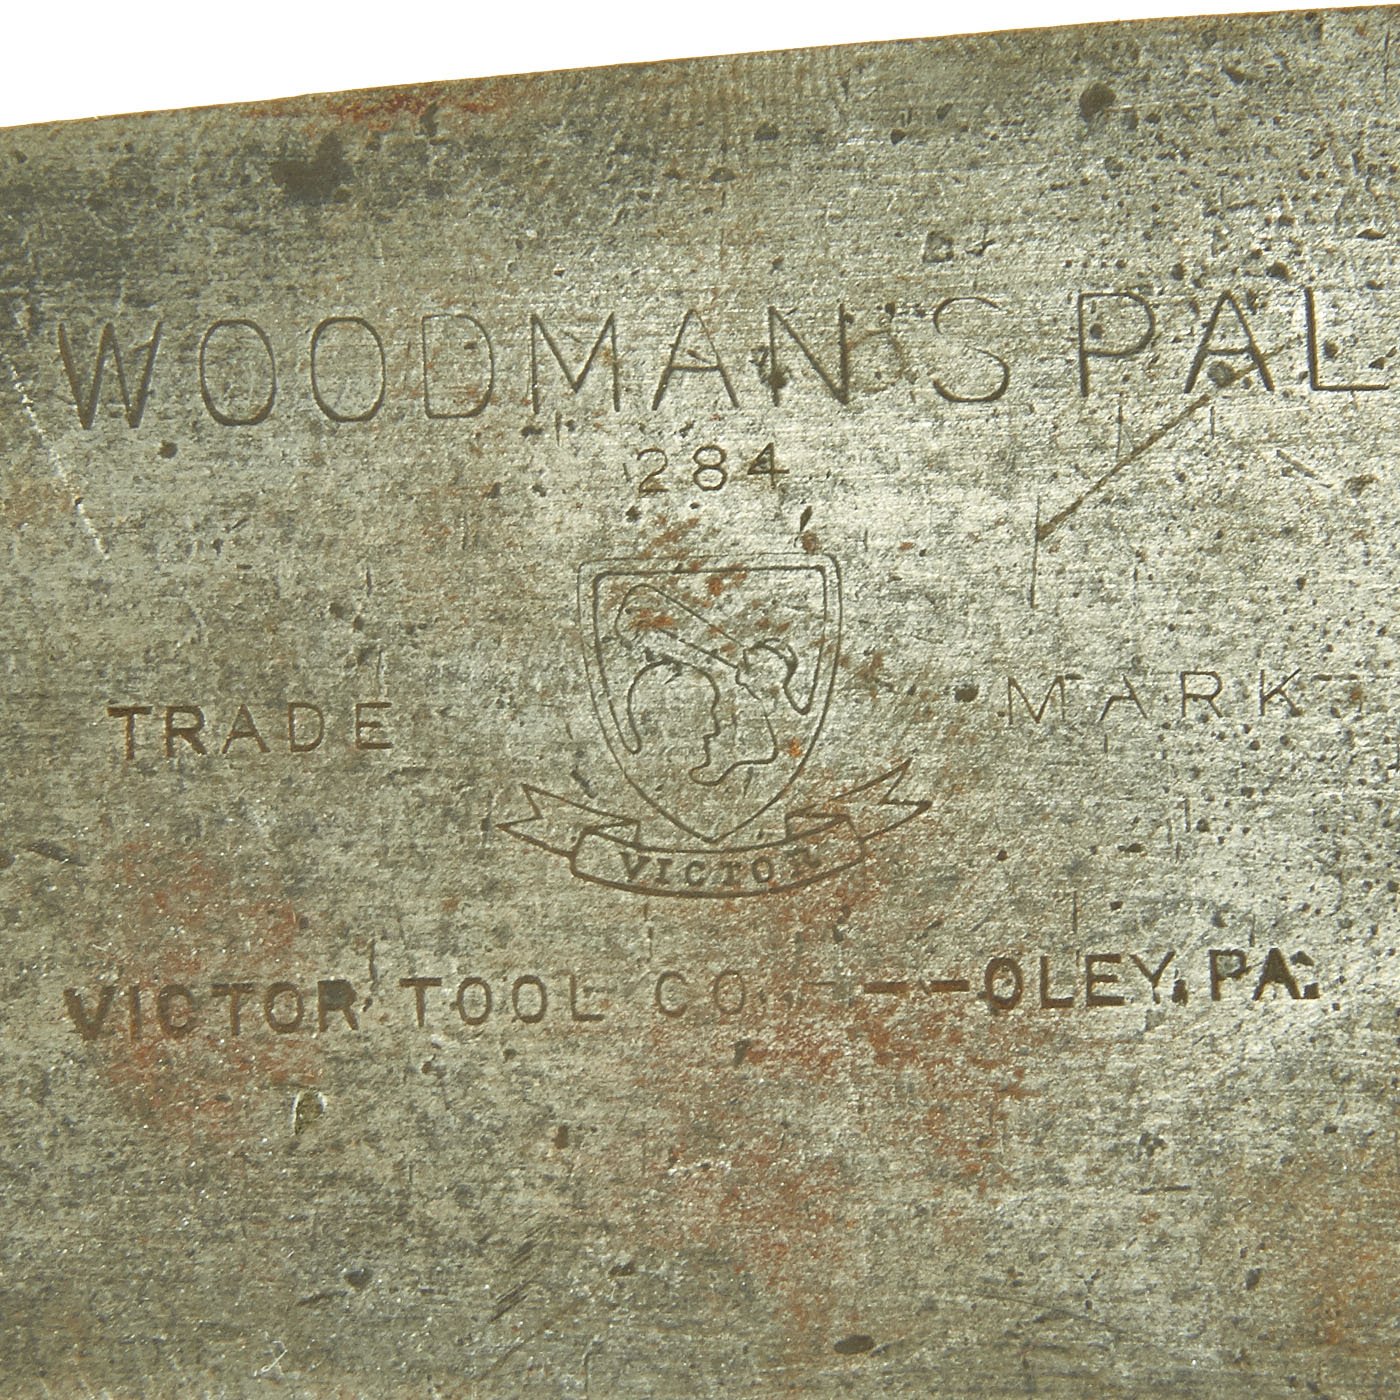 WOODMAN'S PAL
284
TRADE MARK
VICTOR
VICTOR TOOL CO.---OLEY, PA.